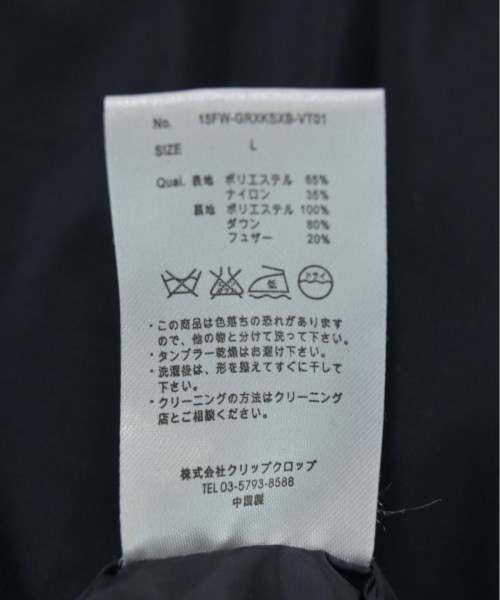 No. 15FW-GRXKSXB-VT01
SIZE L
Qual. 表地 ポリエステル 65%
ナイロン 35%
裏地 ポリエステル 100%
ダウン 80%
フェザー 20%
低 ドライ
・この商品は色落ちの恐れがあります
ので、他の物と分けて洗って下さい。
・タンブラー乾燥はお避け下さい。
・洗濯後は、形を整えてすぐに干して
下さい。
・クリーニングの方法はクリーニング
店とご相談ください。
株式会社クリップクロップ
TEL 03-5793-8588
中国製